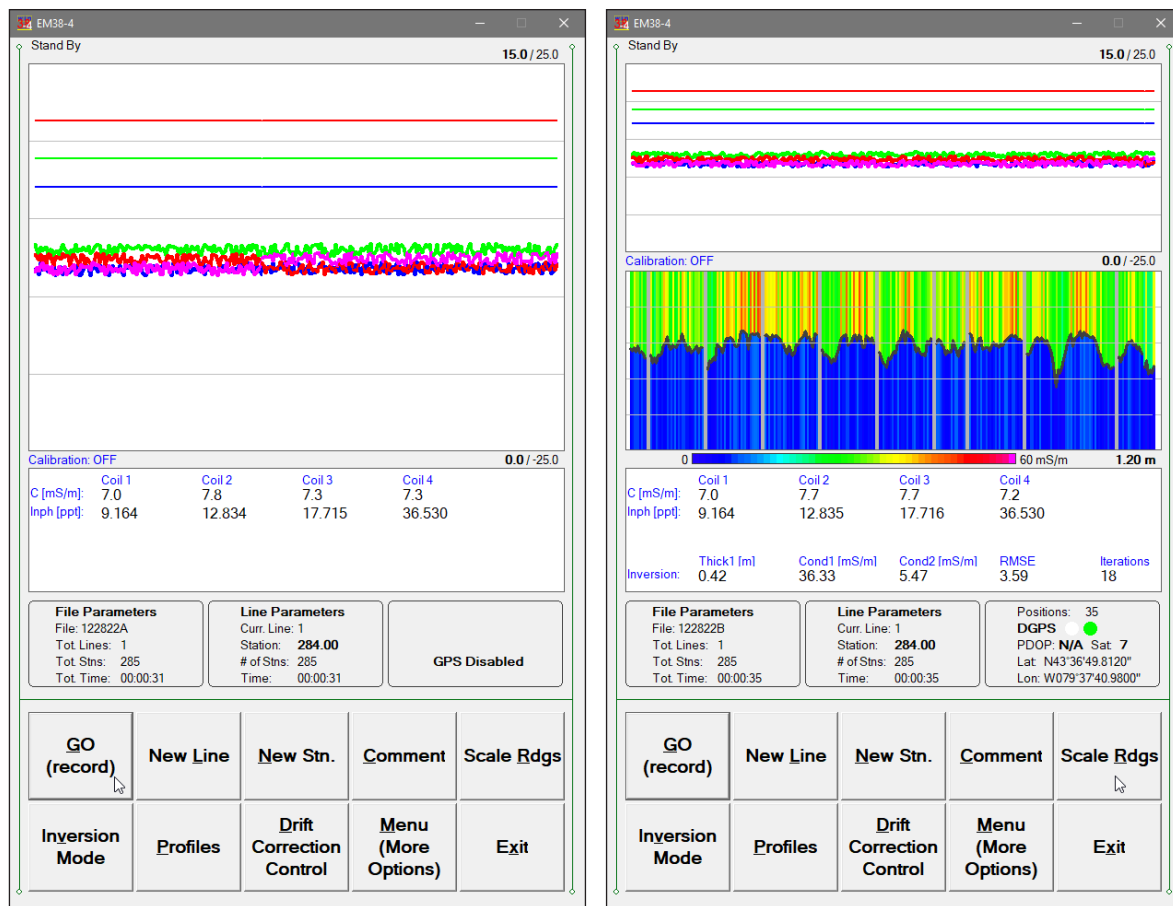 EM38-4
Stand By
15.0 / 25.0
Calibration: OFF
0.0 / -25.0
Coil 1 Coil 2 Coil 3 Coil 4
C [mS/m]: 7.0 7.8 7.3 7.3
Inph [ppt]: 9.164 12.834 17.715 36.530
File Parameters
File: 122822A
Tot. Lines: 1
Tot. Stns: 285
Tot. Time: 00:00:31
Line Parameters
Curr. Line: 1
Station: 284.00
# of Stns: 285
Time: 00:00:31
GPS Disabled
GO
(record)
New Line
New Stn.
Comment
Scale Rdgs
Inversion
Mode
Profiles
Drift
Correction
Control
Menu
(More
Options)
Exit
EM38-4
Stand By
15.0 / 25.0
Calibration: OFF
0.0 / -25.0
0 60 mS/m 1.20 m
Coil 1 Coil 2 Coil 3 Coil 4
C [mS/m]: 7.0 7.7 7.7 7.2
Inph [ppt]: 9.164 12.835 17.716 36.530
Thick1 [m] Cond1 [mS/m] Cond2 [mS/m] RMSE Iterations
Inversion: 0.42 36.33 5.47 3.59 18
File Parameters
File: 122822B
Tot. Lines: 1
Tot. Stns: 285
Tot. Time: 00:00:35
Line Parameters
Curr. Line: 1
Station: 284.00
# of Stns: 285
Time: 00:00:35
Positions: 35
DGPS
PDOP: N/A Sat: 7
Lat: N43°36'49.8120"
Lon: W079°37'40.9800"
GO
(record)
New Line
New Stn.
Comment
Scale Rdgs
Inversion
Mode
Profiles
Drift
Correction
Control
Menu
(More
Options)
Exit